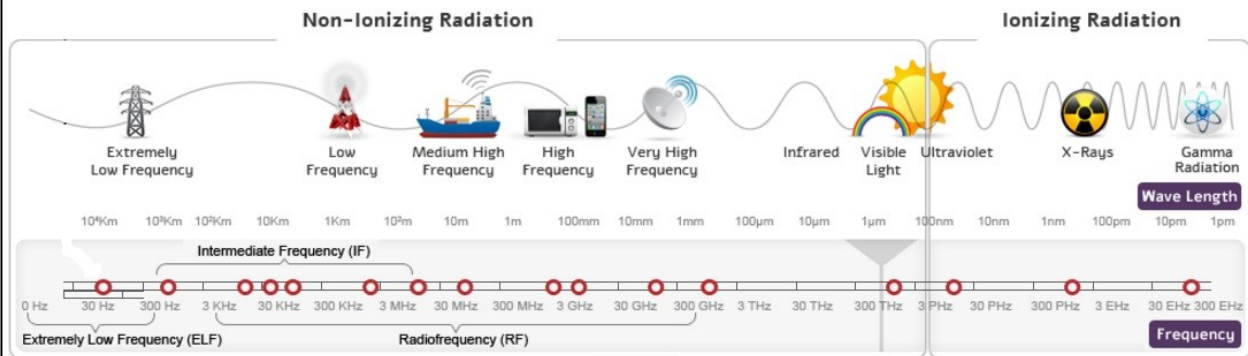 Non-Ionizing Radiation
Ionizing Radiation
Extremely
Low Frequency
Low
Frequency
Medium High
Frequency
High
Frequency
Very High
Frequency
Infrared
Visible
Light
Ultraviolet
X-Rays
Gamma
Radiation
Wave Length
10⁴Km 10³Km 10²Km 10Km 1Km 10²m 10m 1m 100mm 10mm 1mm 100µm 10µm 1µm 100nm 10nm 1nm 100pm 10pm 1pm
Intermediate Frequency (IF)
0 Hz 30 Hz 300 Hz 3 KHz 30 KHz 300 KHz 3 MHz 30 MHz 300 MHz 3 GHz 30 GHz 300 GHz 3 THz 30 THz 300 THz 3 PHz 30 PHz 300 PHz 3 EHz 30 EHz 300 EHz
Extremely Low Frequency (ELF)
Radiofrequency (RF)
Frequency